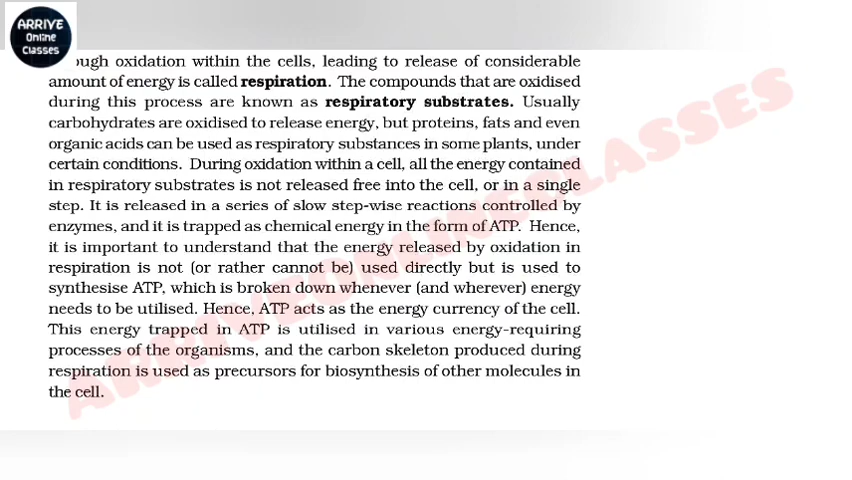 ARRIVE
Online
Classes
ough oxidation within the cells, leading to release of considerable
amount of energy is called respiration. The compounds that are oxidised
during this process are known as respiratory substrates. Usually
carbohydrates are oxidised to release energy, but proteins, fats and even
organic acids can be used as respiratory substances in some plants, under
certain conditions. During oxidation within a cell, all the energy contained
in respiratory substrates is not released free into the cell, or in a single
step. It is released in a series of slow step-wise reactions controlled by
enzymes, and it is trapped as chemical energy in the form of ATP. Hence,
it is important to understand that the energy released by oxidation in
respiration is not (or rather cannot be) used directly but is used to
synthesise ATP, which is broken down whenever (and wherever) energy
needs to be utilised. Hence, ATP acts as the energy currency of the cell.
This energy trapped in ATP is utilised in various energy-requiring
processes of the organisms, and the carbon skeleton produced during
respiration is used as precursors for biosynthesis of other molecules in
the cell.
ARRIVE ONLINE CLASSES